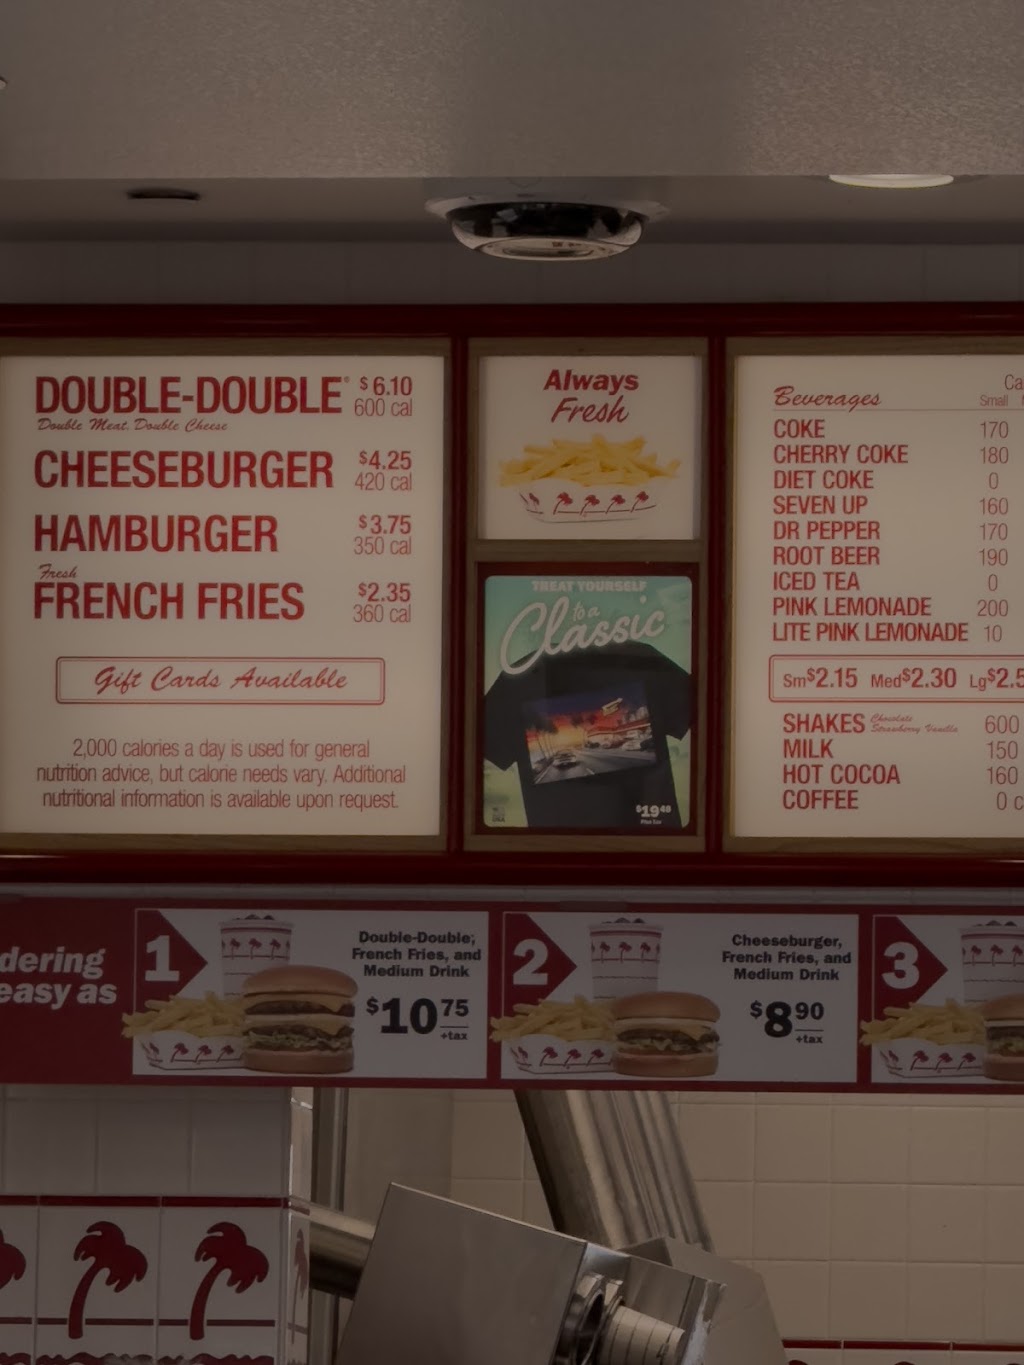 DOUBLE-DOUBLE® $6.10
Double Meat. Double Cheese 600 cal
CHEESEBURGER $4.25
420 cal
HAMBURGER $3.75
350 cal
Fresh
FRENCH FRIES $2.35
360 cal
Gift Cards Available
2,000 calories a day is used for general
nutrition advice, but calorie needs vary. Additional
nutritional information is available upon request.
Always
Fresh
TREAT YOURSELF
to a
Classic
$19.48
Plus tax
Beverages Ca
Small
COKE 170
CHERRY COKE 180
DIET COKE 0
SEVEN UP 160
DR PEPPER 170
ROOT BEER 190
ICED TEA 0
PINK LEMONADE 200
LITE PINK LEMONADE 10
Sm$2.15 Med$2.30 Lg$2.5
SHAKES Chocolate Strawberry Vanilla 600
MILK 150
HOT COCOA 160
COFFEE 0 c
dering
easy as
1
Double-Double,
French Fries, and
Medium Drink
$10 75
+tax
2
Cheeseburger,
French Fries, and
Medium Drink
$8 90
+tax
3